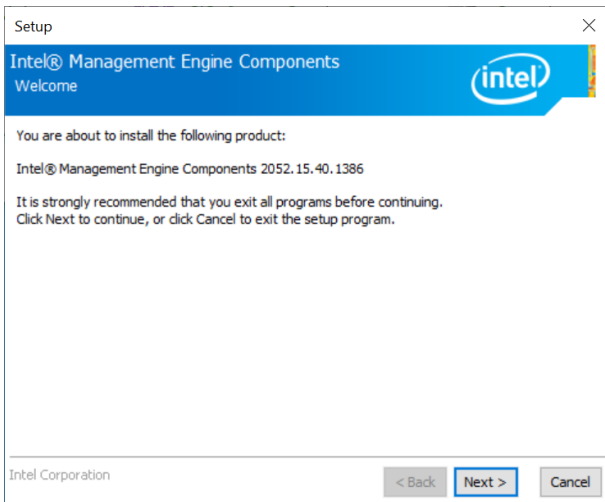 Setup
Intel® Management Engine Components
Welcome
intel
You are about to install the following product:
Intel® Management Engine Components 2052.15.40.1386
It is strongly recommended that you exit all programs before continuing.
Click Next to continue, or click Cancel to exit the setup program.
Intel Corporation
< Back Next > Cancel